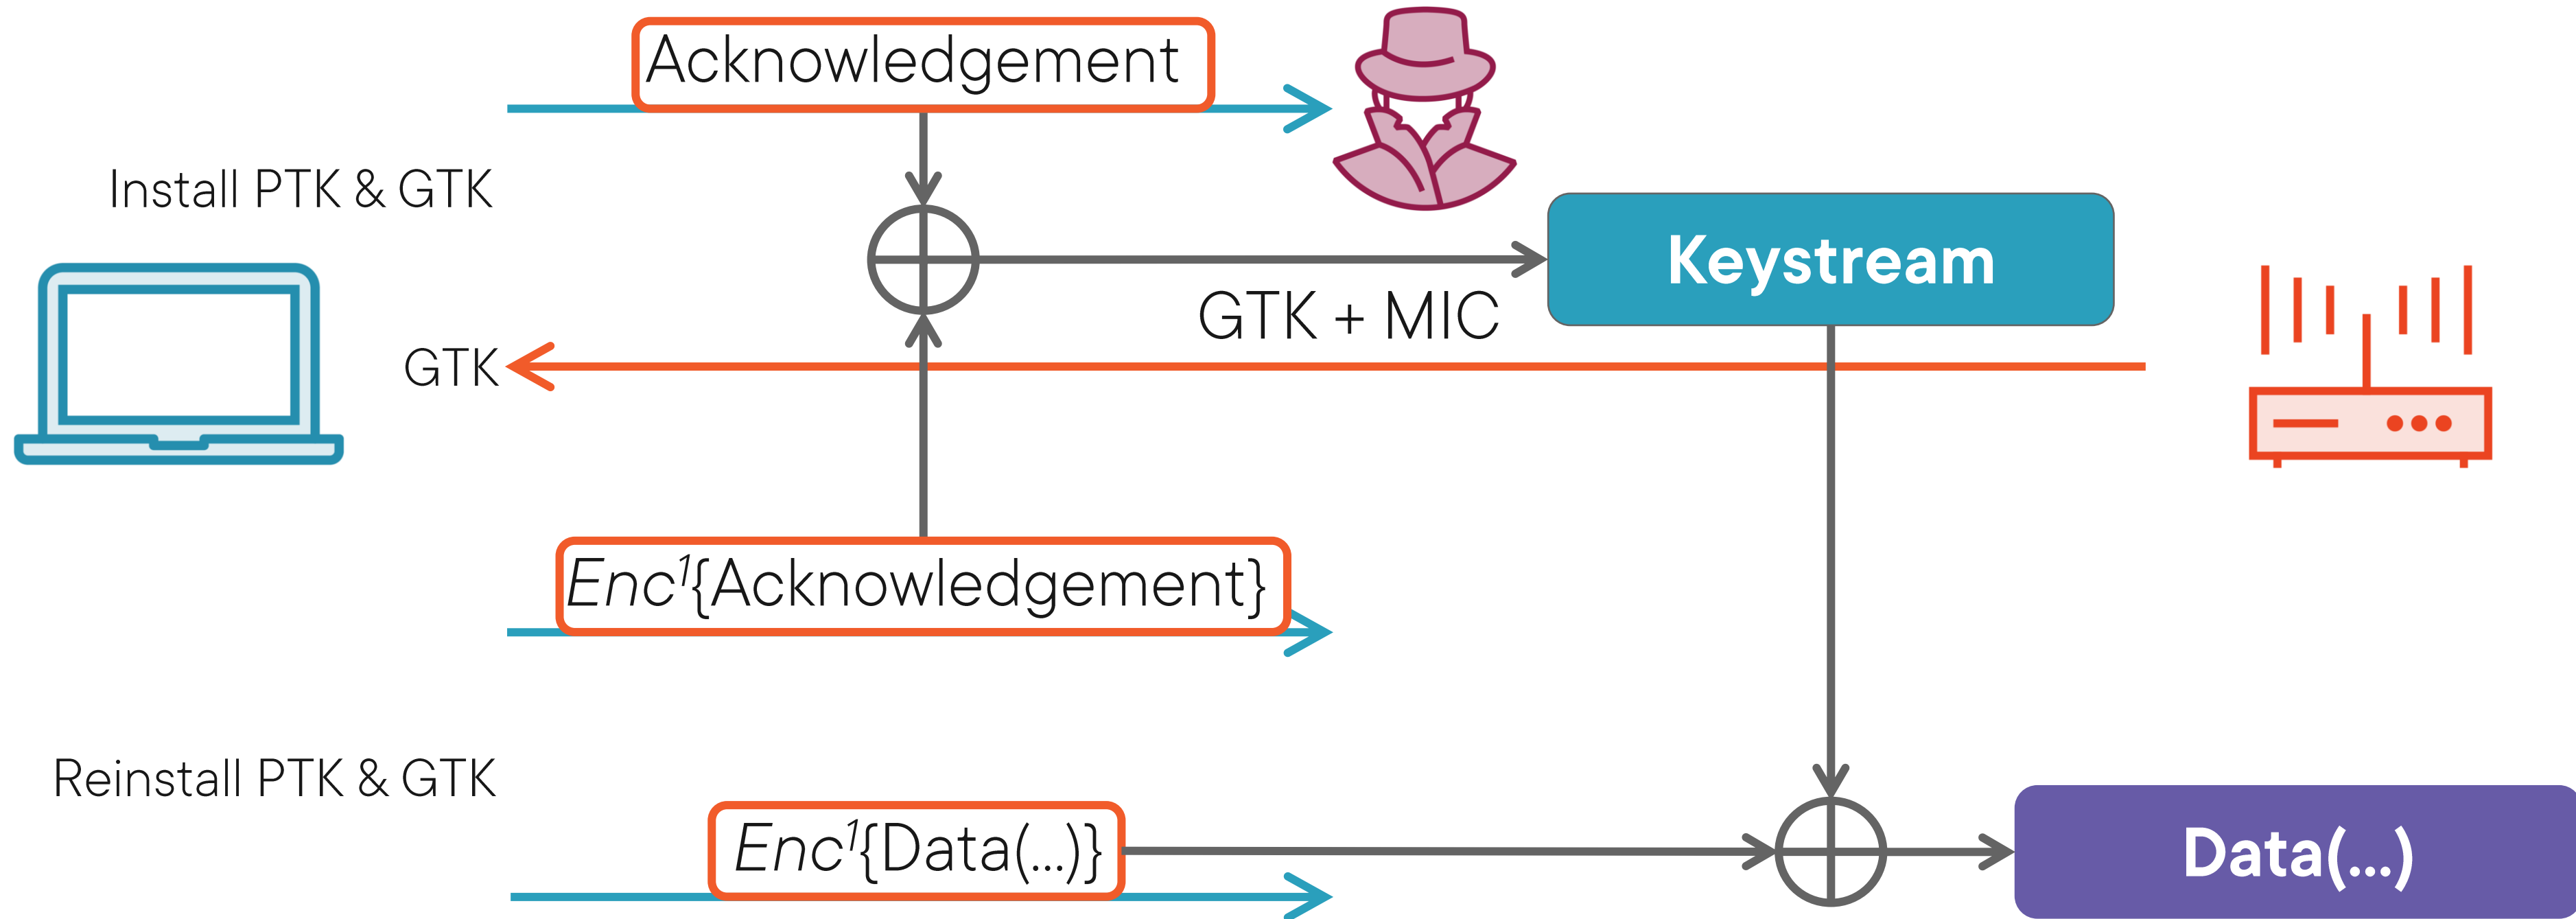 Acknowledgement
Install PTK & GTK
Keystream
GTK + MIC
GTK
Enc¹{Acknowledgement}
Reinstall PTK & GTK
Enc¹{Data(...)}
Data(...)